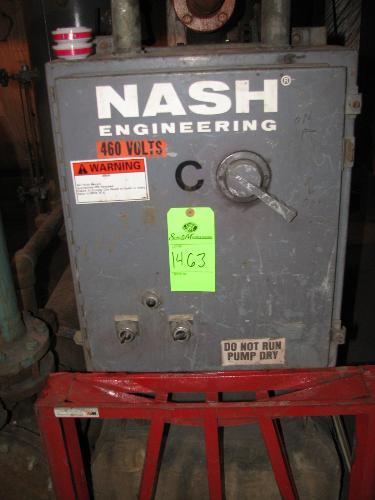 NASH®
ENGINEERING
460 VOLTS
WARNING
C
1463
DO NOT RUN
PUMP DRY